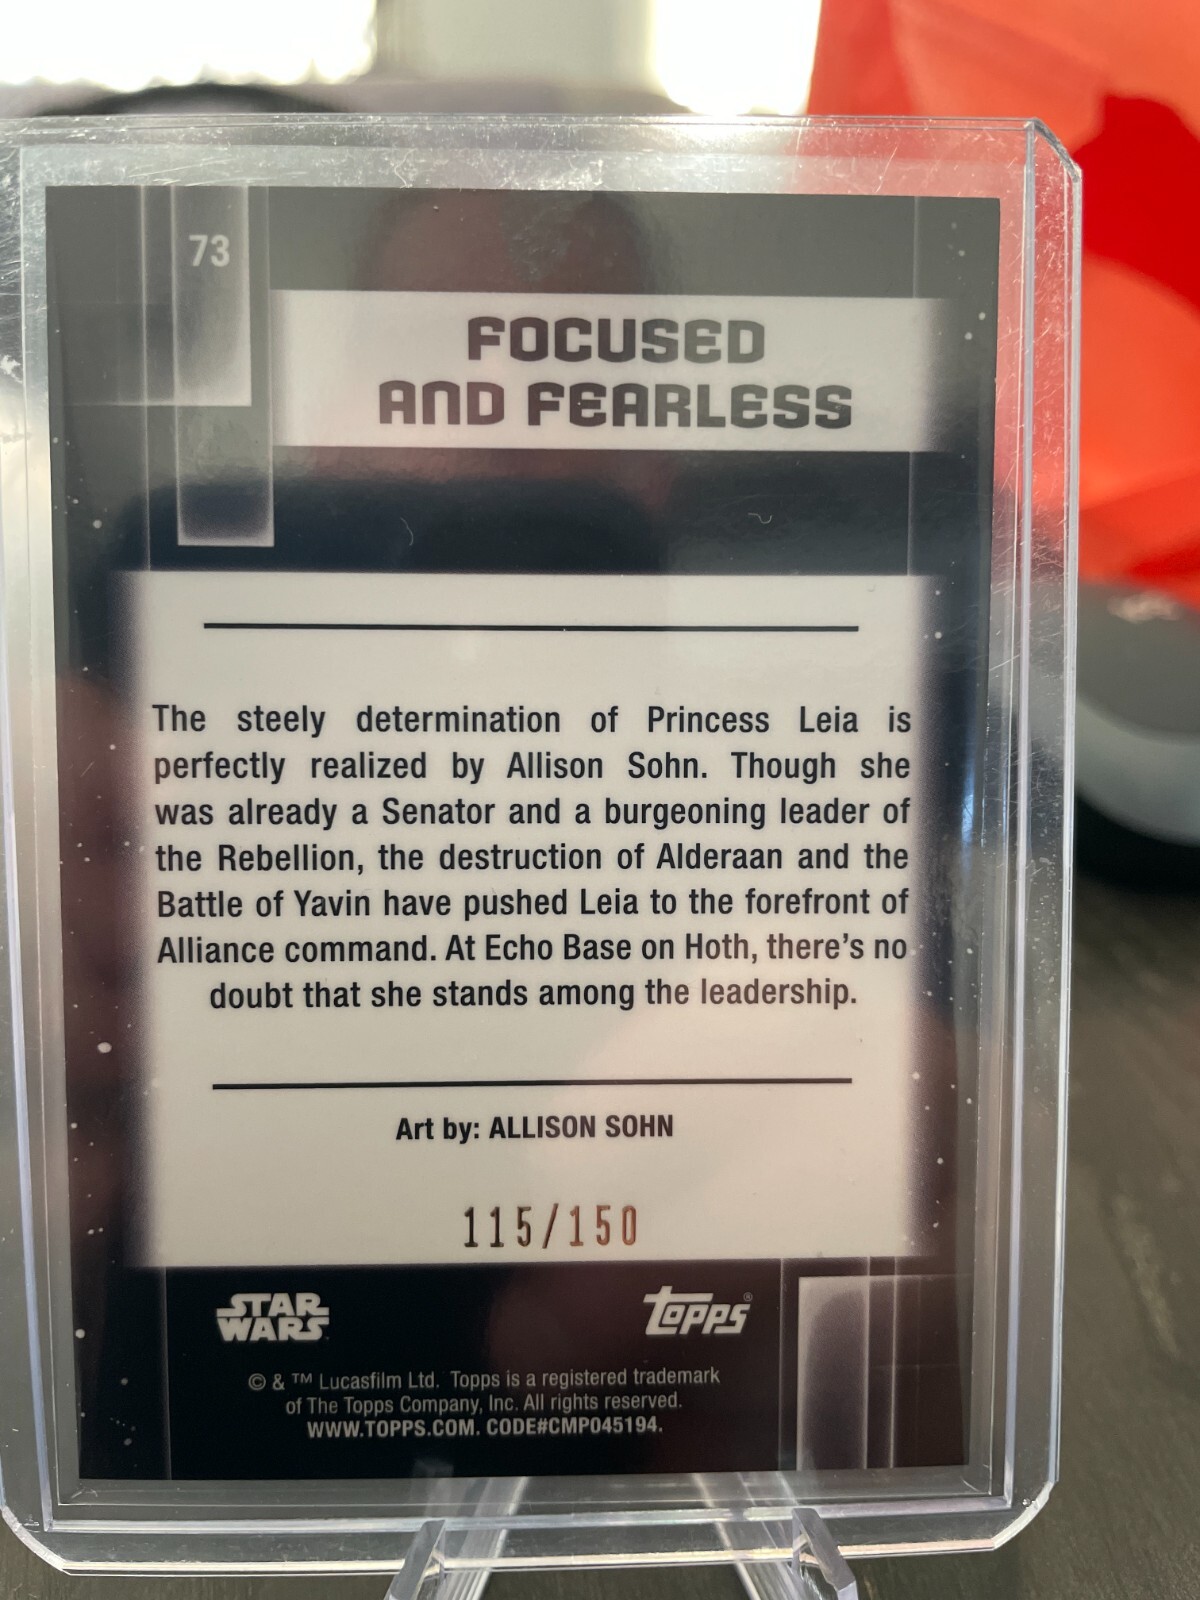 73
FOCUSED
AND FEARLESS
The steely determination of Princess Leia is
perfectly realized by Allison Sohn. Though she
was already a Senator and a burgeoning leader of
the Rebellion, the destruction of Alderaan and the
Battle of Yavin have pushed Leia to the forefront of
Alliance command. At Echo Base on Hoth, there's no
doubt that she stands among the leadership.
Art by: ALLISON SOHN
115/150
STAR
WARS
topps®
© & ™ Lucasfilm Ltd. Topps is a registered trademark
of The Topps Company, Inc. All rights reserved.
WWW.TOPPS.COM. CODE#CMP045194.